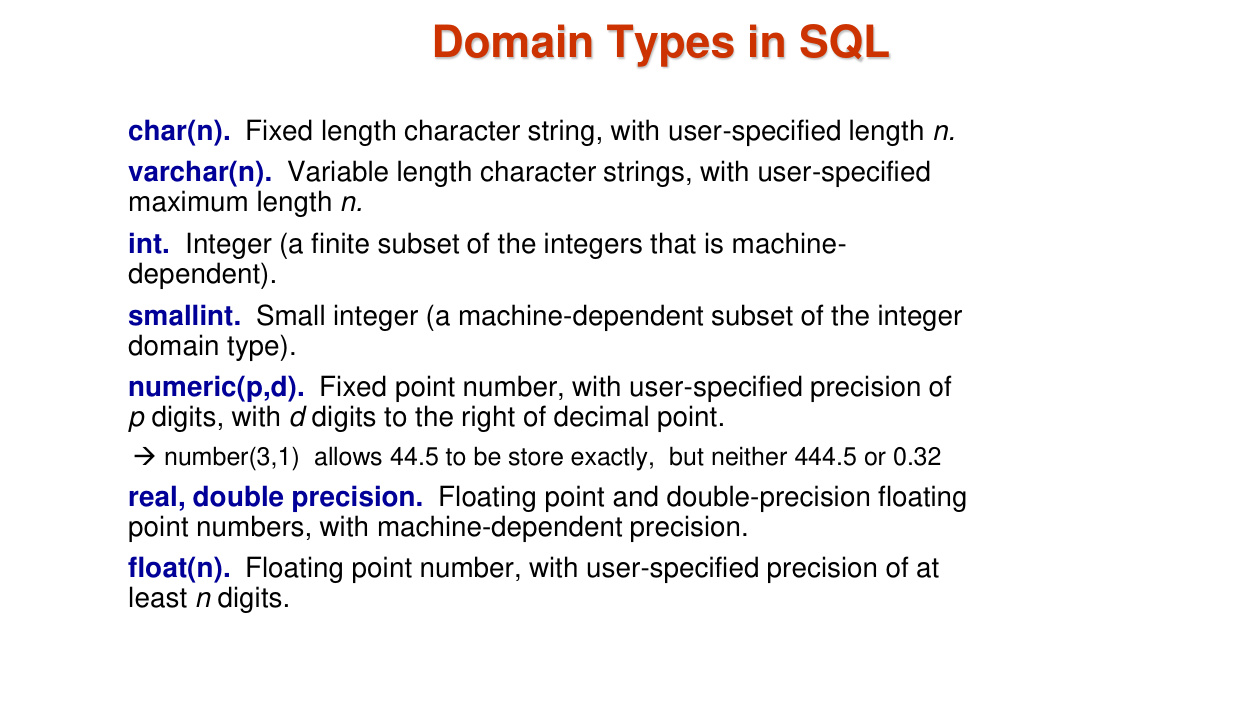 Domain Types in SQL
char(n). Fixed length character string, with user-specified length n.
varchar(n). Variable length character strings, with user-specified
maximum length n.
int. Integer (a finite subset of the integers that is machine-
dependent).
smallint. Small integer (a machine-dependent subset of the integer
domain type).
numeric(p,d). Fixed point number, with user-specified precision of
p digits, with d digits to the right of decimal point.
→ number(3,1) allows 44.5 to be store exactly, but neither 444.5 or 0.32
real, double precision. Floating point and double-precision floating
point numbers, with machine-dependent precision.
float(n). Floating point number, with user-specified precision of at
least n digits.